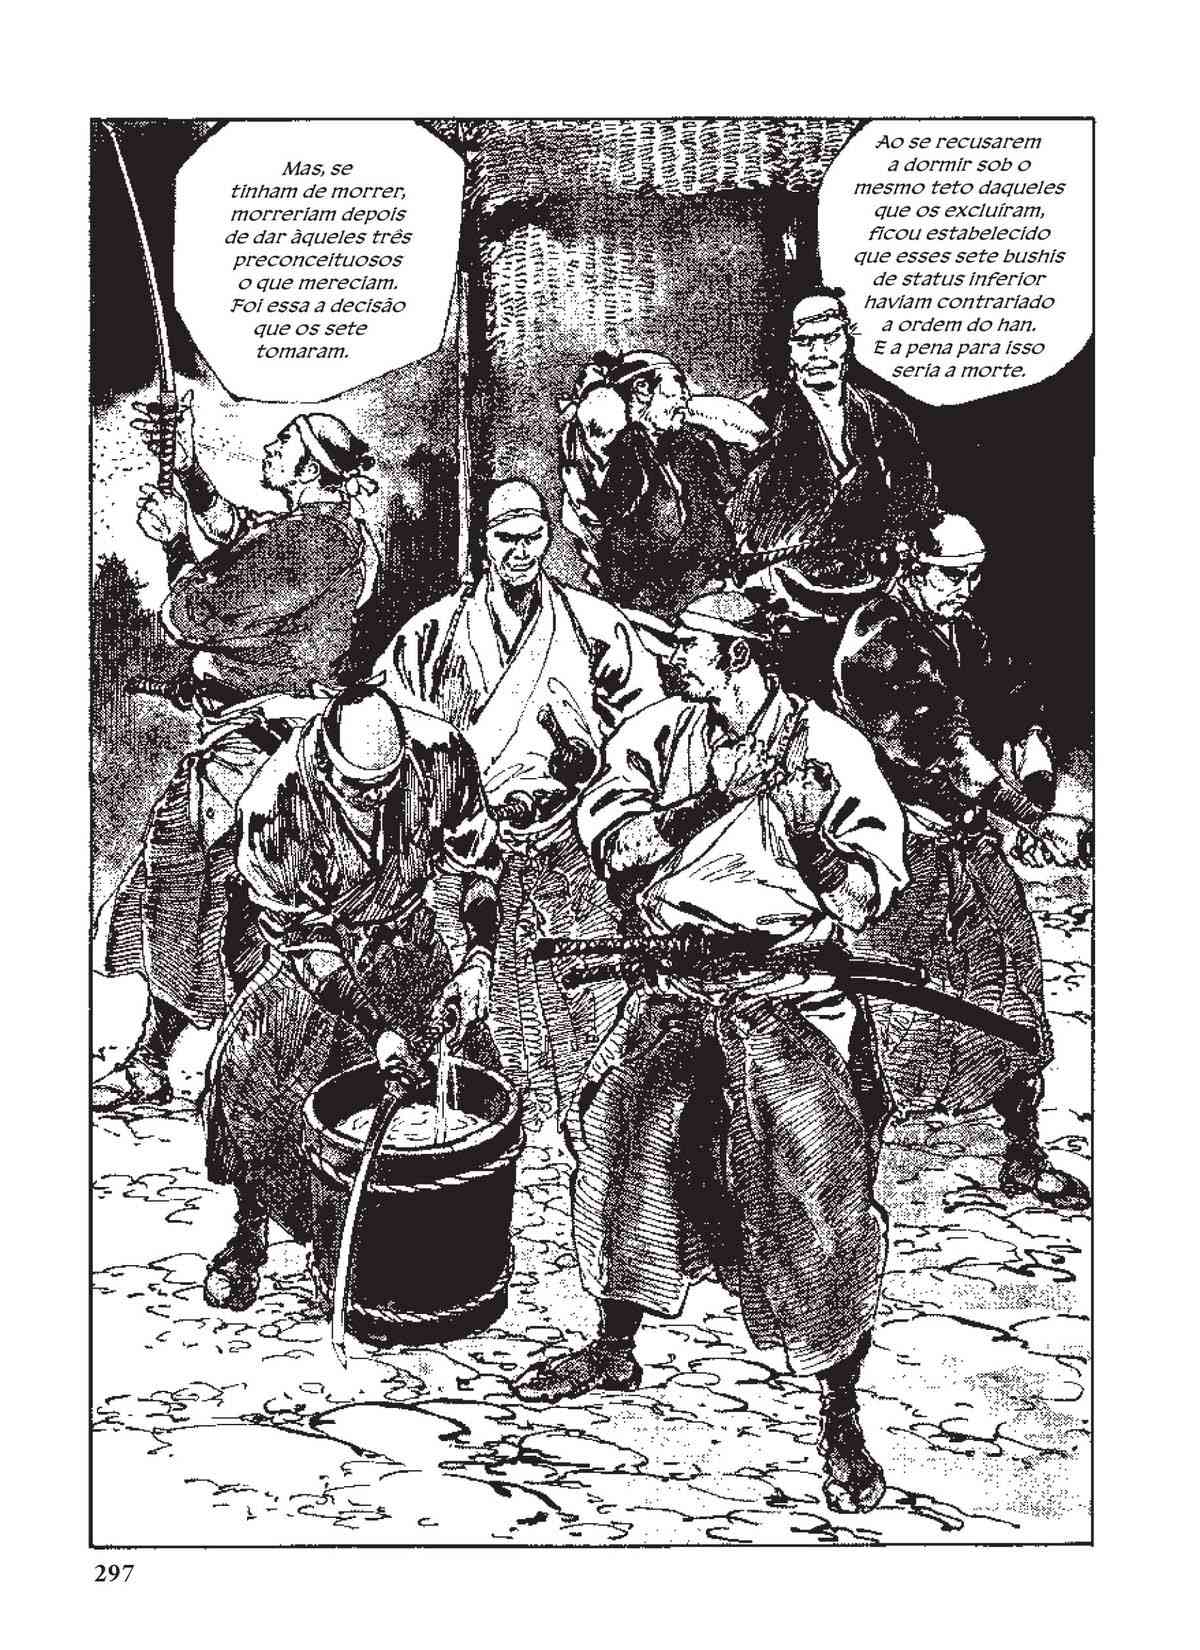 Ao se recusarem
a dormir sob o
mesmo teto daqueles
que os excluíram,
ficou estabelecido
que esses sete bushis
de status inferior
haviam contrariado
a ordem do han.
E a pena para isso
seria a morte.
Mas, se
tinham de morrer,
morreriam depois
de dar àqueles três
preconceituosos
o que mereciam.
Foi essa a decisão
que os sete
tomaram.
297